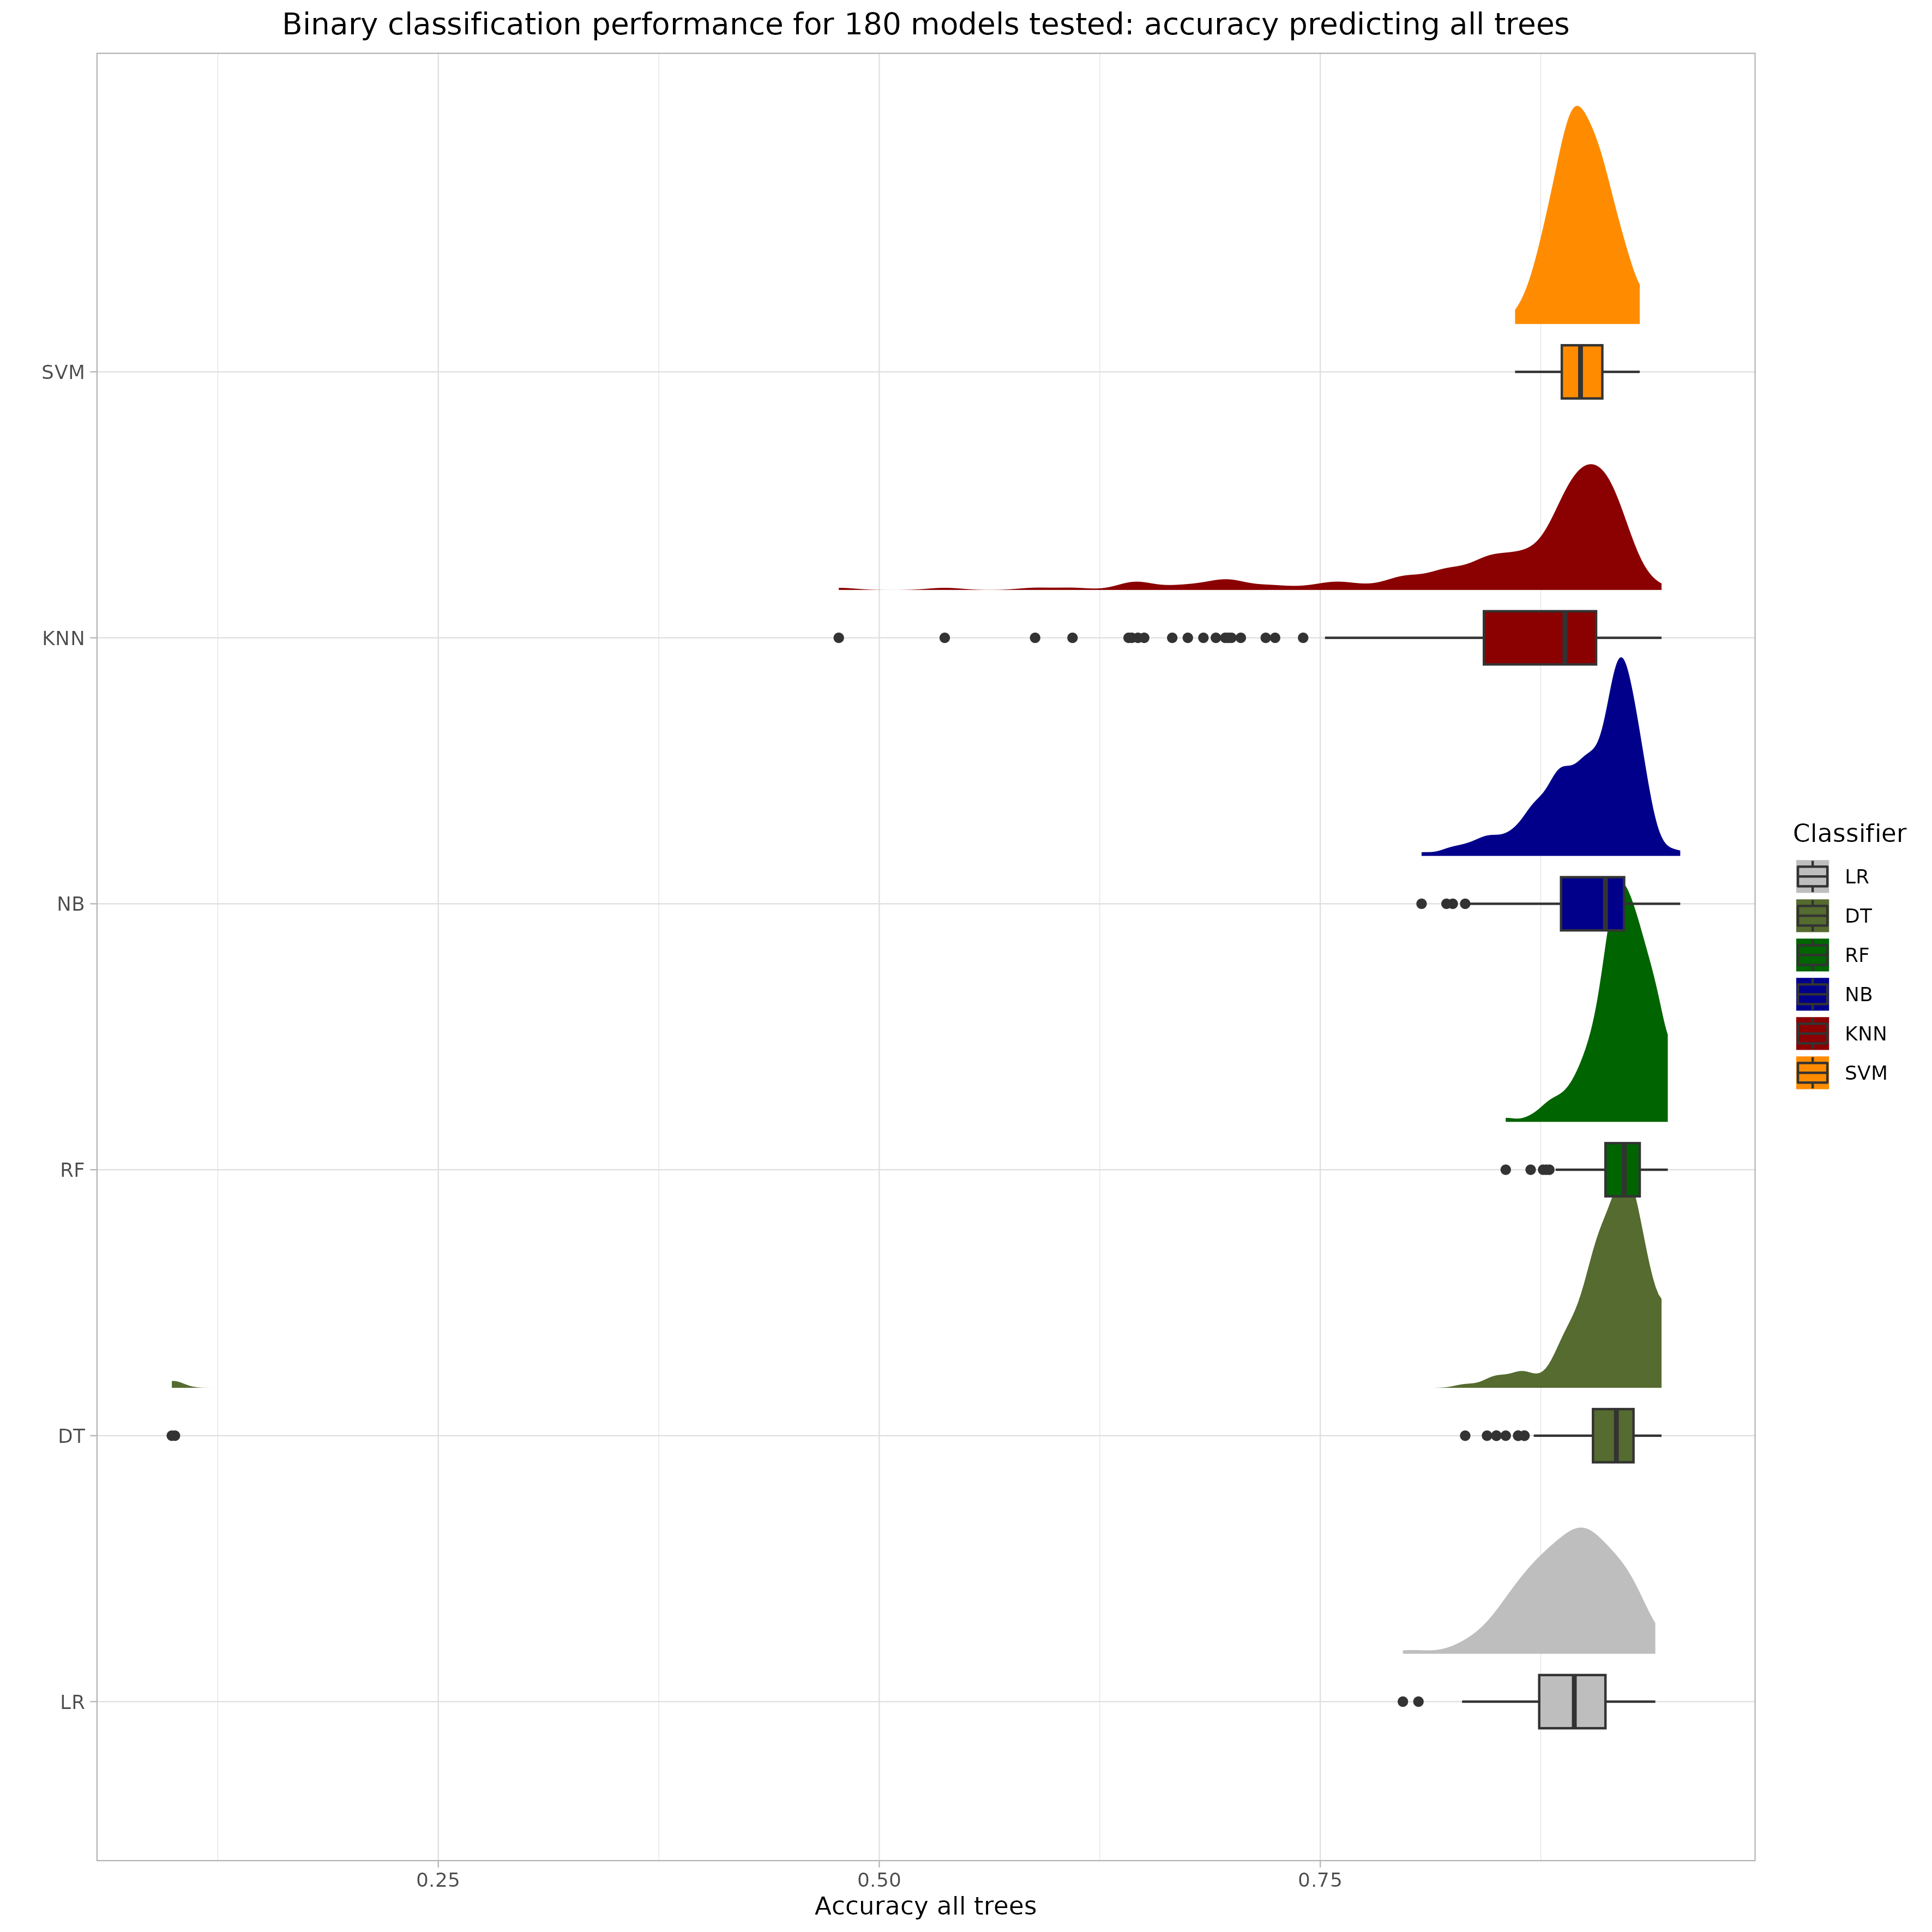 Binary classification performance for 180 models tested: accuracy predicting all trees
SVM
KNN
NB
RF
DT
LR
0.25
0.50
0.75
Accuracy all trees
Classifier
LR
DT
RF
NB
KNN
SVM